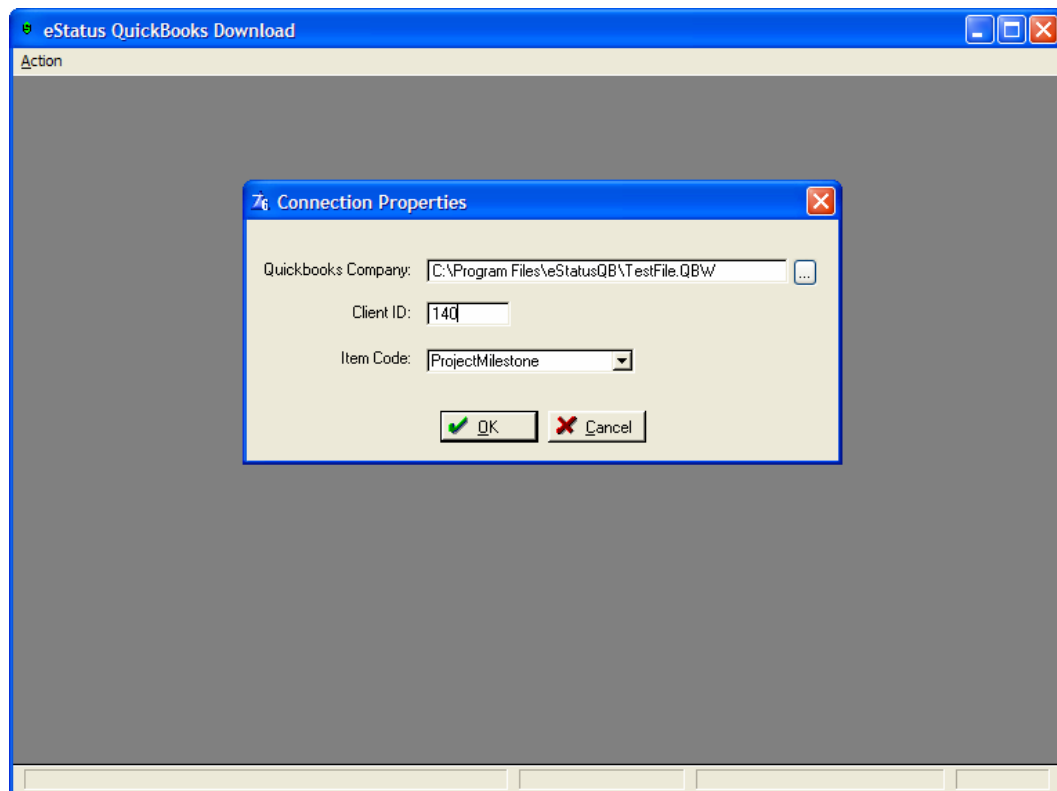 eStatus QuickBooks Download
Action
Connection Properties
Quickbooks Company: C:\Program Files\eStatusQB\TestFile.QBW ...
Client ID: 140
Item Code: ProjectMilestone
OK Cancel